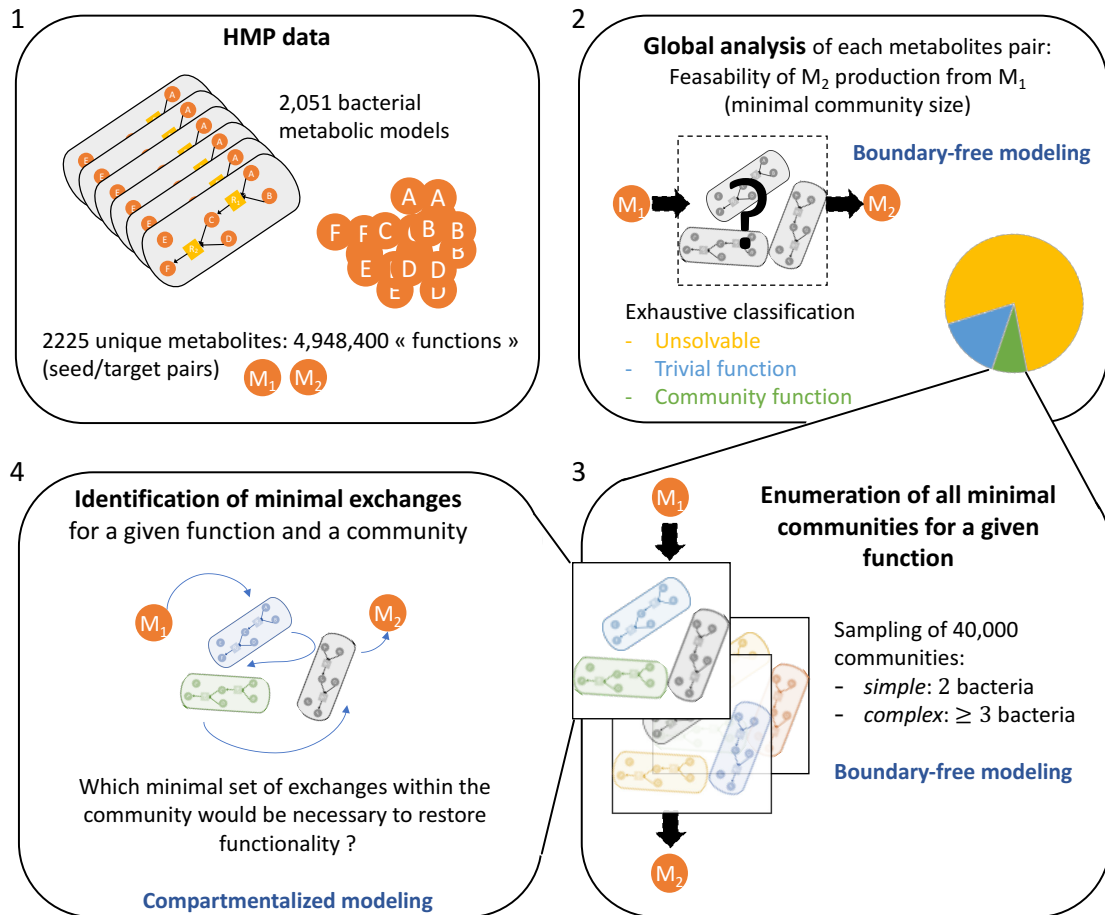 1
HMP data
2,051 bacterial
metabolic models
A
A
A
A
A
A
B
R
C
D
E
E
E
E
E
E
R
F
A A
F F C B B
B
E D D
E D
2225 unique metabolites: 4,948,400 « functions »
(seed/target pairs) M1 M2
2
Global analysis of each metabolites pair:
Feasability of M2 production from M1
(minimal community size)
Boundary-free modeling
M1 ? M2
Exhaustive classification
- Unsolvable
- Trivial function
- Community function
4
Identification of minimal exchanges
for a given function and a community
M1
M2
Which minimal set of exchanges within the
community would be necessary to restore
functionality ?
Compartmentalized modeling
3
M1
Enumeration of all minimal
communities for a given
function
Sampling of 40,000
communities:
- simple: 2 bacteria
- complex: ≥ 3 bacteria
Boundary-free modeling
M2